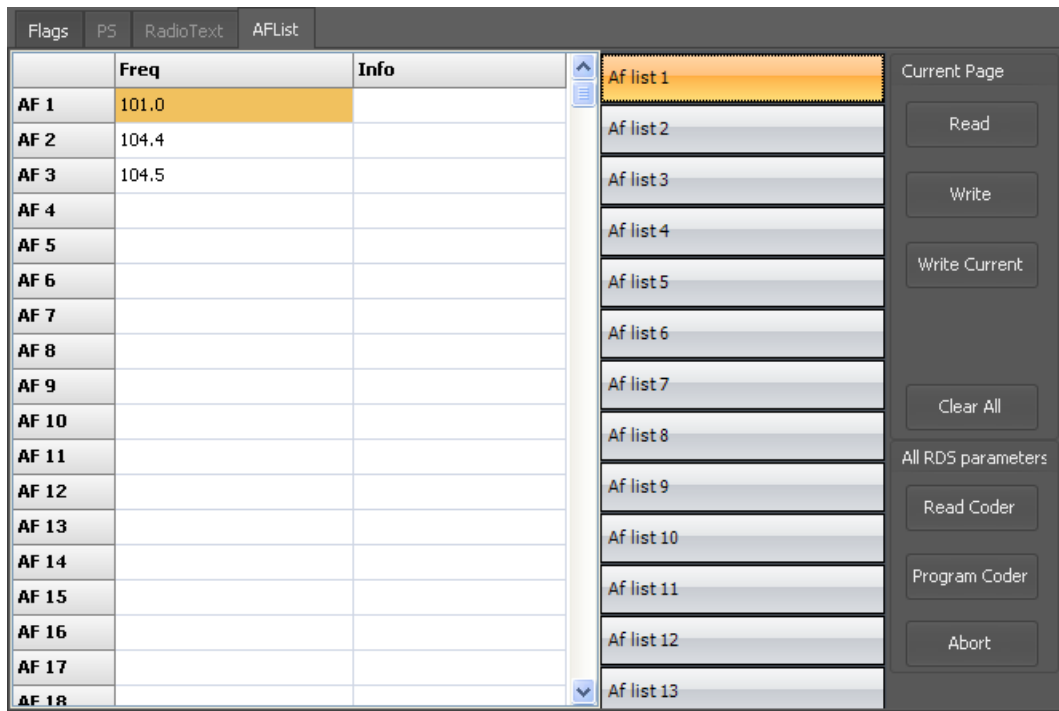 Flags PS RadioText AFList
Freq Info
AF 1 101.0
AF 2 104.4
AF 3 104.5
AF 4
AF 5
AF 6
AF 7
AF 8
AF 9
AF 10
AF 11
AF 12
AF 13
AF 14
AF 15
AF 16
AF 17
AF 18
Af list 1
Af list 2
Af list 3
Af list 4
Af list 5
Af list 6
Af list 7
Af list 8
Af list 9
Af list 10
Af list 11
Af list 12
Af list 13
Current Page
Read
Write
Write Current
Clear All
All RDS parameters
Read Coder
Program Coder
Abort